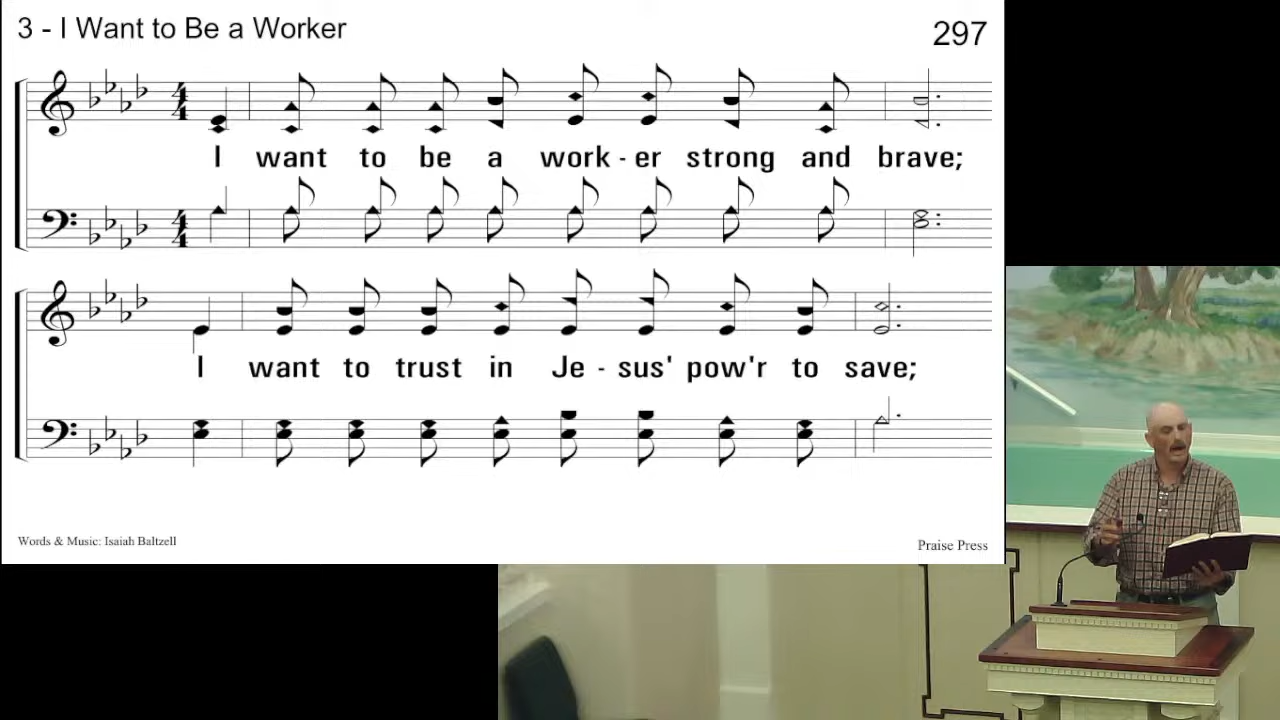 3 - I Want to Be a Worker
297
I want to be a work - er strong and brave;
I want to trust in Je - sus' pow'r to save;
Words & Music: Isaiah Baltzell
Praise Press